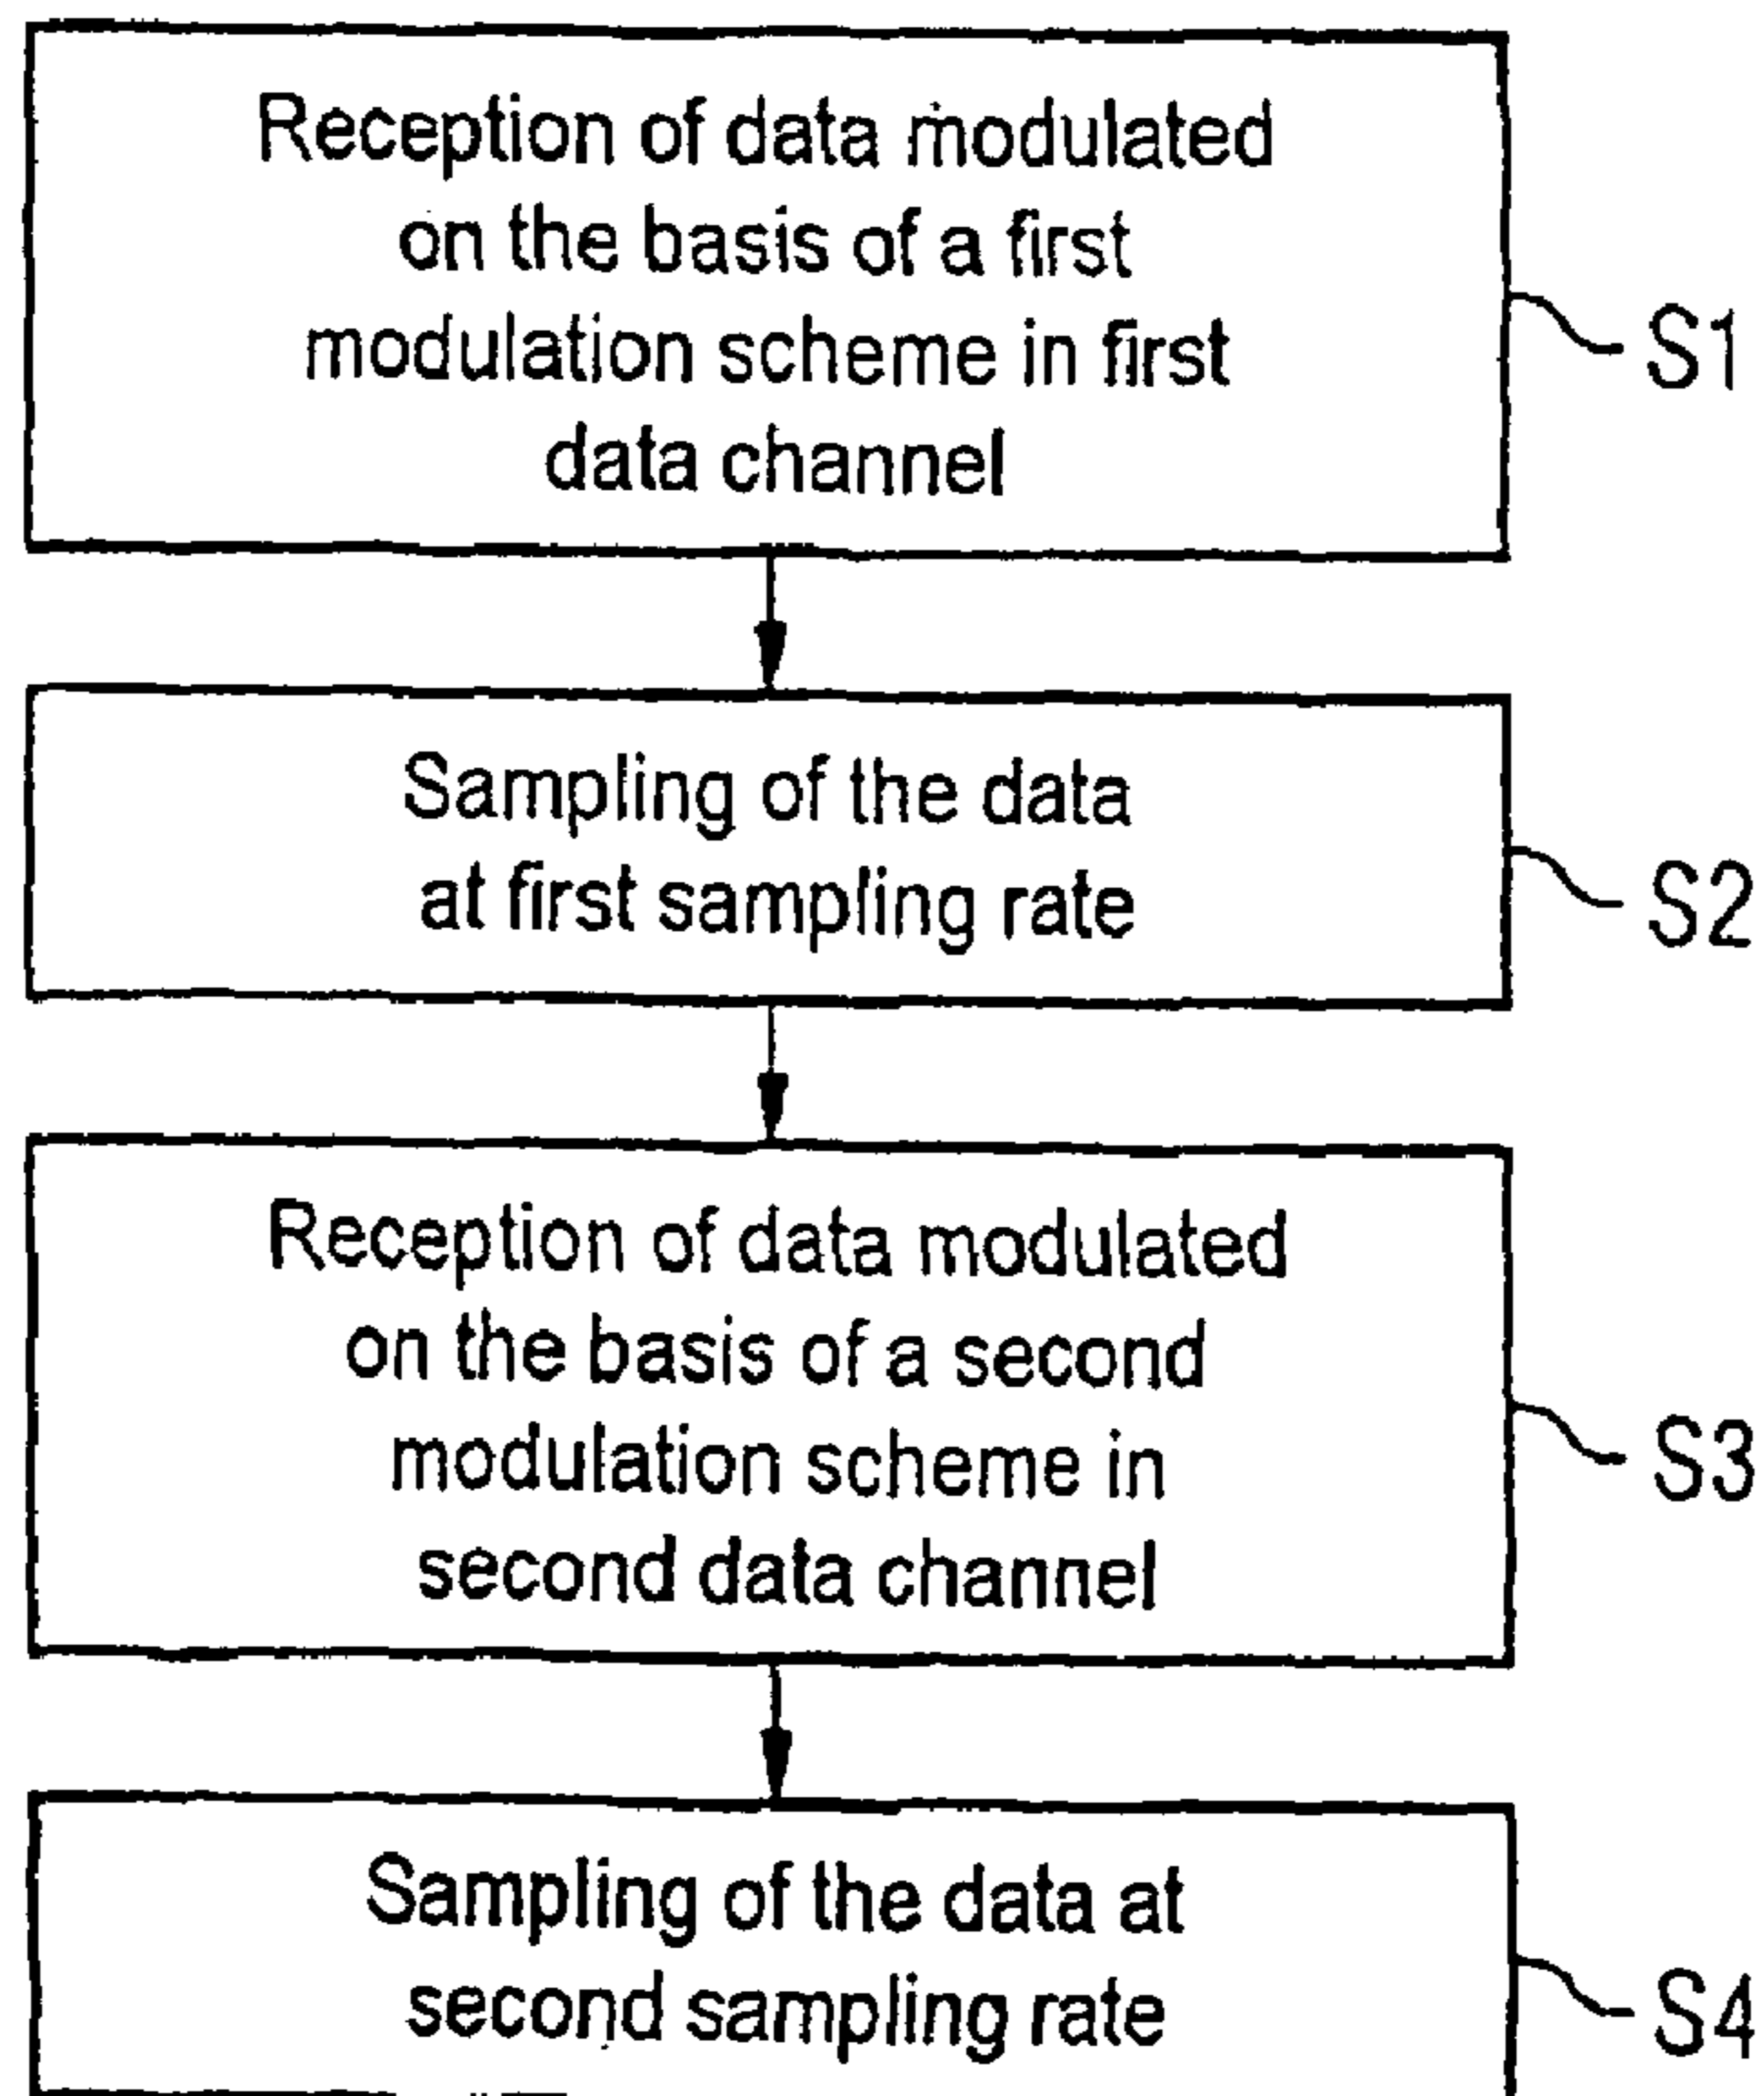 Reception of data modulated
on the basis of a first
modulation scheme in first
data channel
S1
Sampling of the data
at first sampling rate
S2
Reception of data modulated
on the basis of a second
modulation scheme in
second data channel
S3
Sampling of the data at
second sampling rate
S4